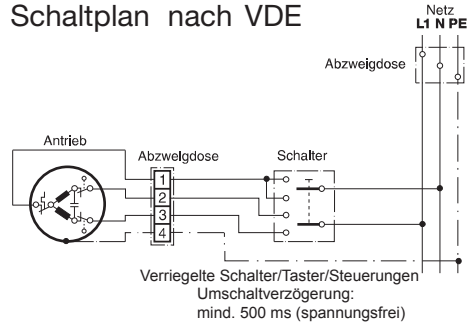 Schaltplan nach VDE
Netz
L1 N PE
Abzweigdose
Antrieb
Abzweigdose
Schalter
1
2
3
4
Verriegelte Schalter/Taster/Steuerungen
Umschaltverzögerung:
mind. 500 ms (spannungsfrei)